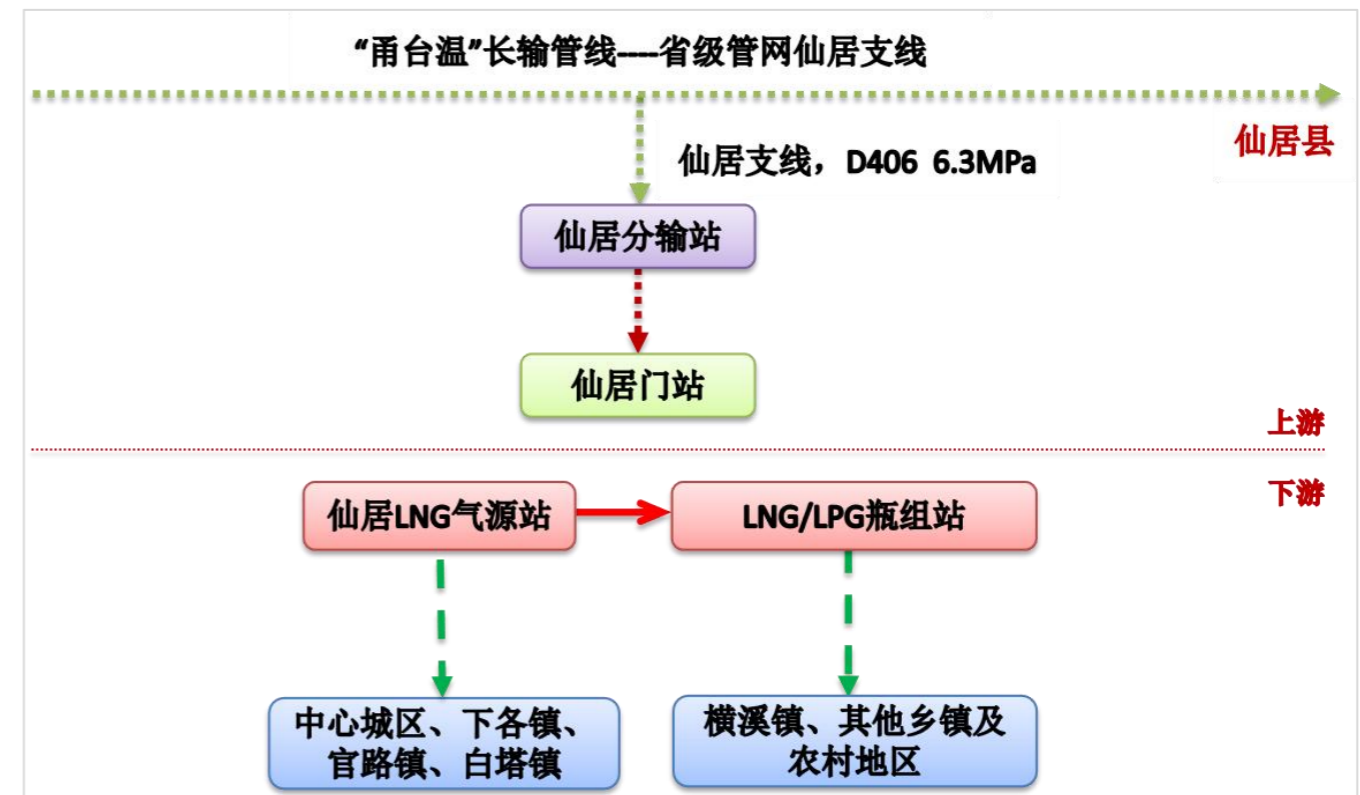 “甬台温”长输管线----省级管网仙居支线
仙居县
仙居支线，D406 6.3MPa
仙居分输站
仙居门站
上游
下游
仙居LNG气源站
LNG/LPG瓶组站
中心城区、下各镇、
官路镇、白塔镇
横溪镇、其他乡镇及
农村地区